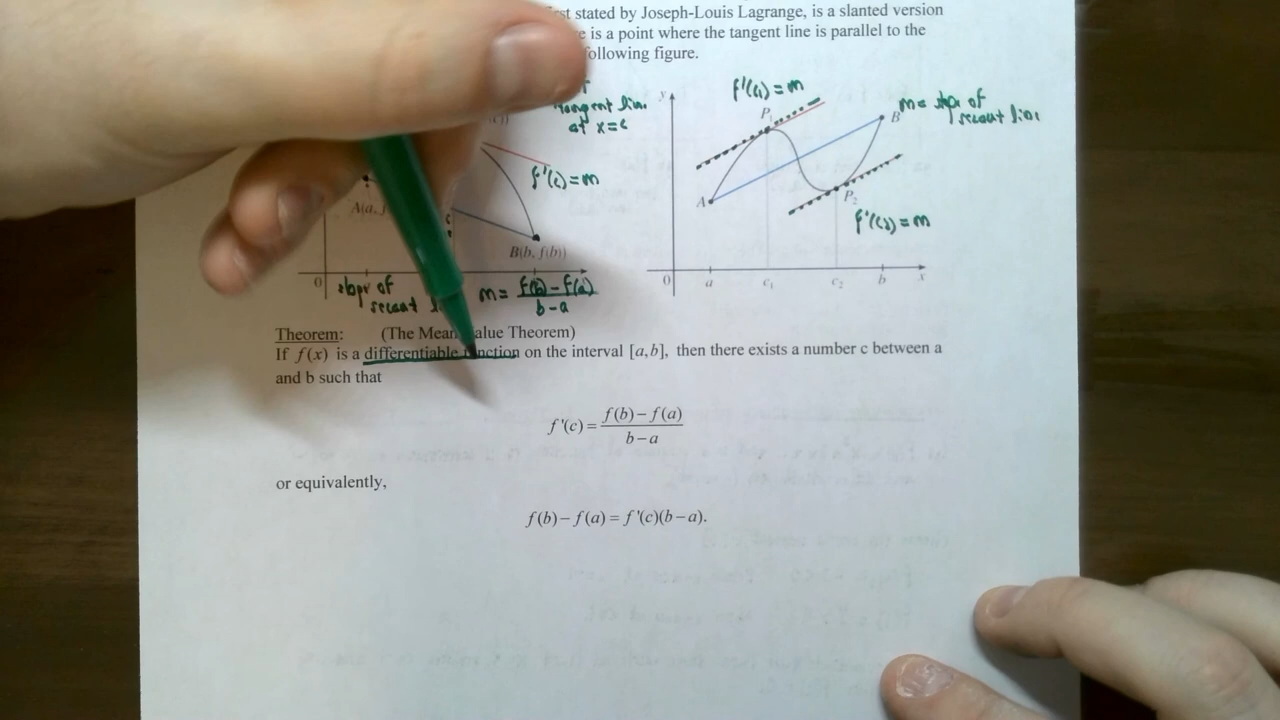 first stated by Joseph-Louis Lagrange, is a slanted version
is a point where the tangent line is parallel to the
following figure.
tangent line
at x=c
f'(c)=m
A(a,
B(b, f(b))
0
slope of
secant
m = f(b) - f(a) / b - a
y
f'(c)=m
P₁
B
m = slope of
secant line
A
P₂
f'(c₂)=m
0 a c₁ c₂ b x
Theorem: (The Mean Value Theorem)
If f(x) is a differentiable function on the interval [a,b], then there exists a number c between a
and b such that
f'(c) = f(b) - f(a) / b - a
or equivalently,
f(b) - f(a) = f'(c)(b - a).